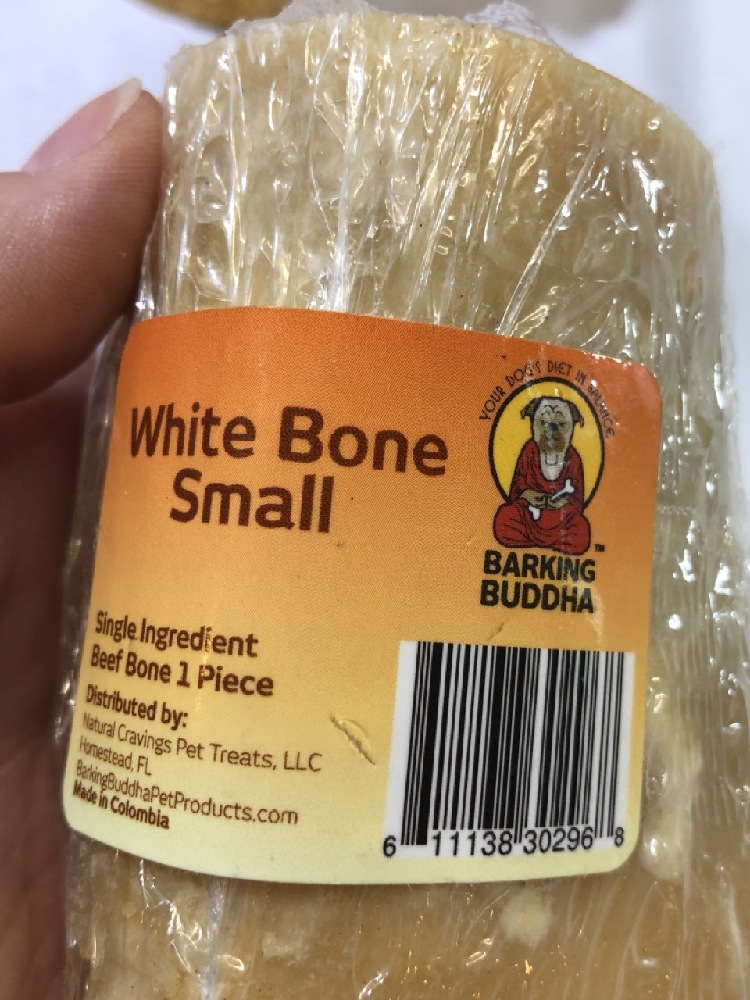 White Bone
Small
YOUR DOG'S DIET IN BALANCE
™
BARKING
BUDDHA
Single Ingredient
Beef Bone 1 Piece
Distributed by:
Natural Cravings Pet Treats, LLC
Homestead, FL
BarkingBuddhaPetProducts.com
Made in Colombia
6 11138 30296 8